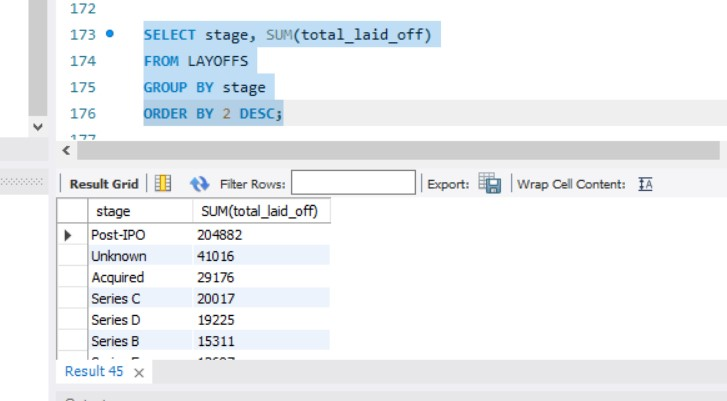 172
173 SELECT stage, SUM(total_laid_off)
174 FROM LAYOFFS
175 GROUP BY stage
176 ORDER BY 2 DESC;
177
Result Grid Filter Rows: Export: Wrap Cell Content:
stage SUM(total_laid_off)
Post-IPO 204882
Unknown 41016
Acquired 29176
Series C 20017
Series D 19225
Series B 15311
Result 45